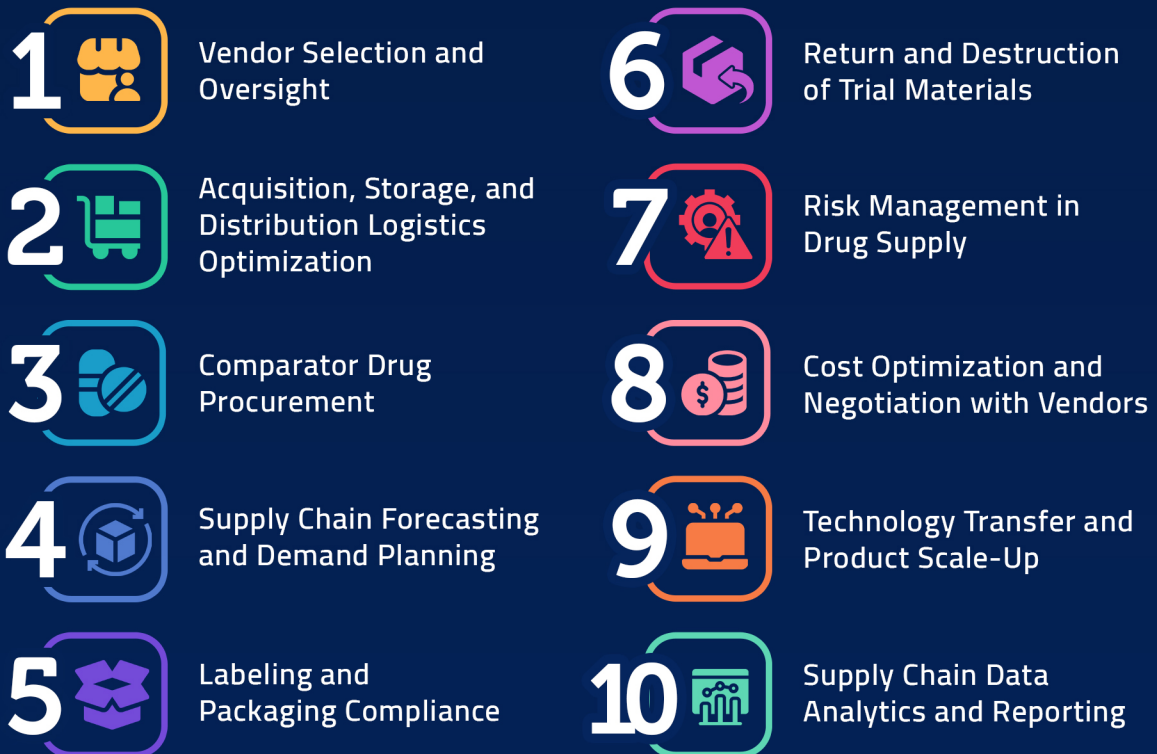 1
Vendor Selection and
Oversight
2
Acquisition, Storage, and
Distribution Logistics
Optimization
3
Comparator Drug
Procurement
4
Supply Chain Forecasting
and Demand Planning
5
Labeling and
Packaging Compliance
6
Return and Destruction
of Trial Materials
7
Risk Management in
Drug Supply
8
$
Cost Optimization and
Negotiation with Vendors
9
Technology Transfer and
Product Scale-Up
10
Supply Chain Data
Analytics and Reporting